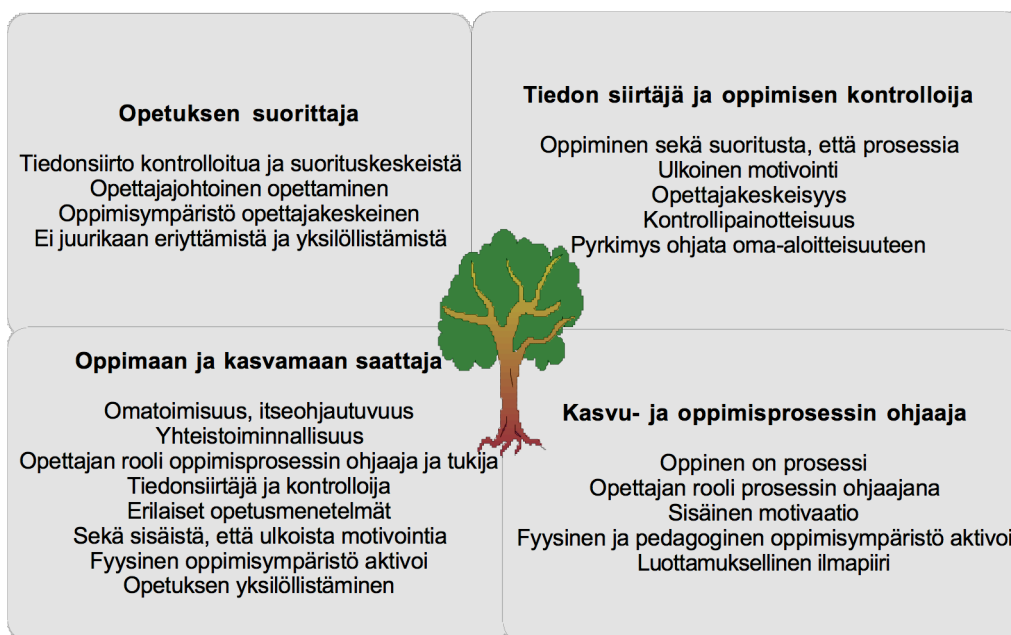 Opetuksen suorittaja
Tiedonsiirto kontrolloitua ja suorituskeskeistä
Opettajajohtoinen opettaminen
Oppimisympäristö opettajakeskeinen
Ei juurikaan eriyttämistä ja yksilöllistämistä
Tiedon siirtäjä ja oppimisen kontrolloija
Oppiminen sekä suoritusta, että prosessia
Ulkoinen motivointi
Opettajakeskeisyys
Kontrollipainotteisuus
Pyrkimys ohjata oma-aloitteisuuteen
Oppimaan ja kasvamaan saattaja
Omatoimisuus, itseohjautuvuus
Yhteistoiminnallisuus
Opettajan rooli oppimisprosessin ohjaaja ja tukija
Tiedonsiirtäjä ja kontrolloija
Erilaiset opetusmenetelmät
Sekä sisäistä, että ulkoista motivointia
Fyysinen oppimisympäristö aktivoi
Opetuksen yksilöllistäminen
Kasvu- ja oppimisprosessin ohjaaja
Oppinen on prosessi
Opettajan rooli prosessin ohjaajana
Sisäinen motivaatio
Fyysinen ja pedagoginen oppimisympäristö aktivoi
Luottamuksellinen ilmapiiri